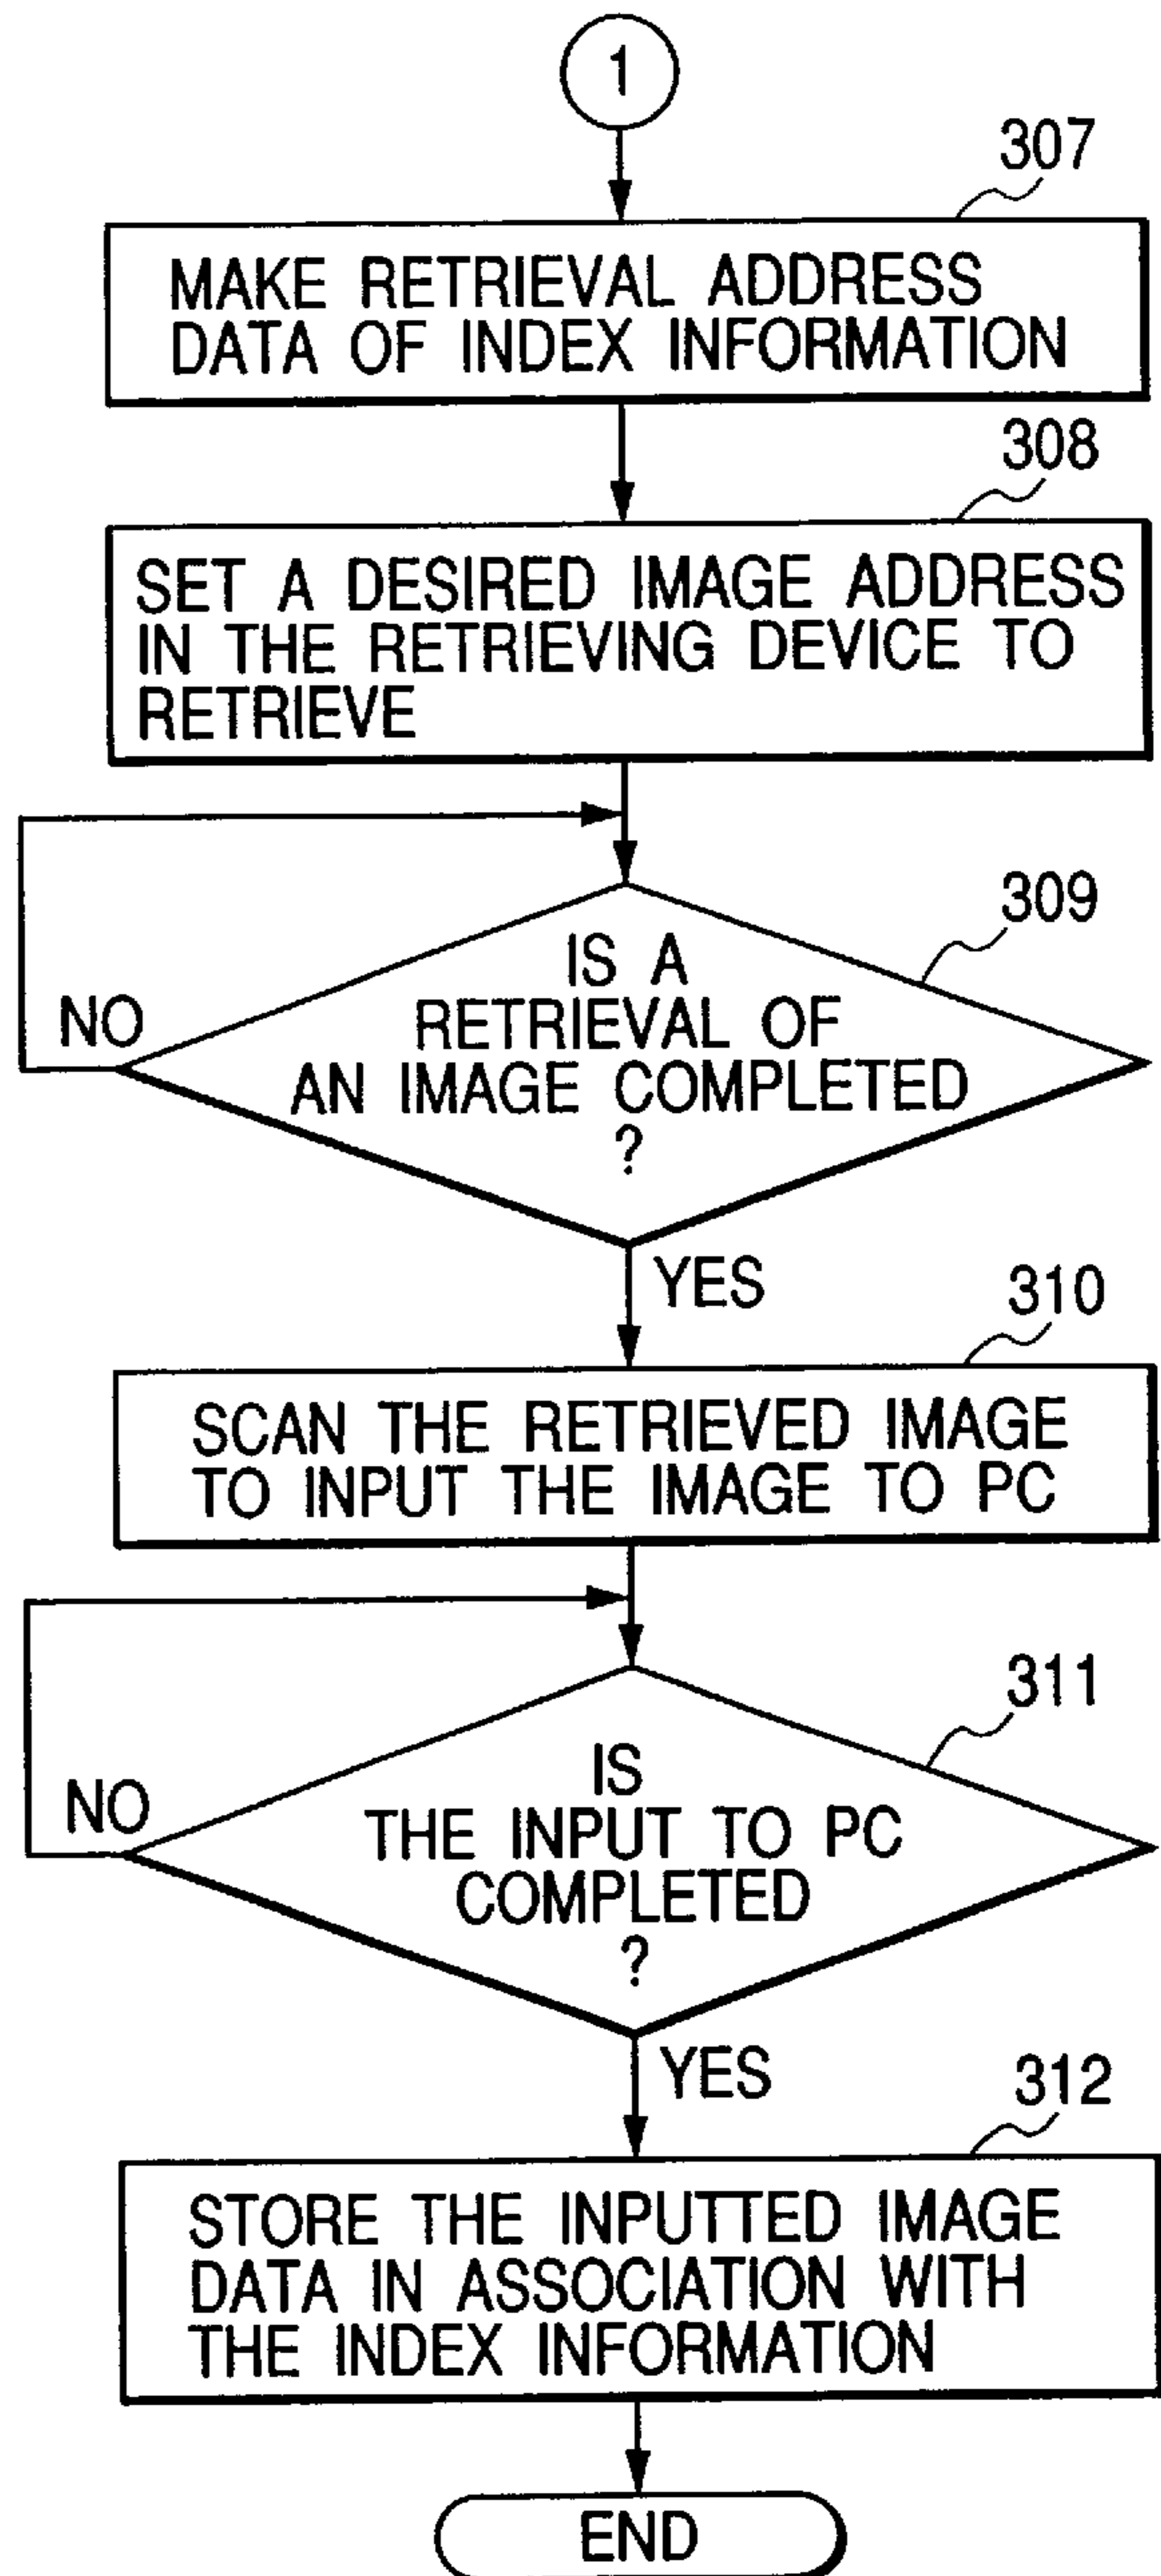 1
307
MAKE RETRIEVAL ADDRESS
DATA OF INDEX INFORMATION
308
SET A DESIRED IMAGE ADDRESS
IN THE RETRIEVING DEVICE TO
RETRIEVE
309
IS A
RETRIEVAL OF
AN IMAGE COMPLETED
?
NO
YES
310
SCAN THE RETRIEVED IMAGE
TO INPUT THE IMAGE TO PC
311
IS
THE INPUT TO PC
COMPLETED
?
NO
YES
312
STORE THE INPUTTED IMAGE
DATA IN ASSOCIATION WITH
THE INDEX INFORMATION
END